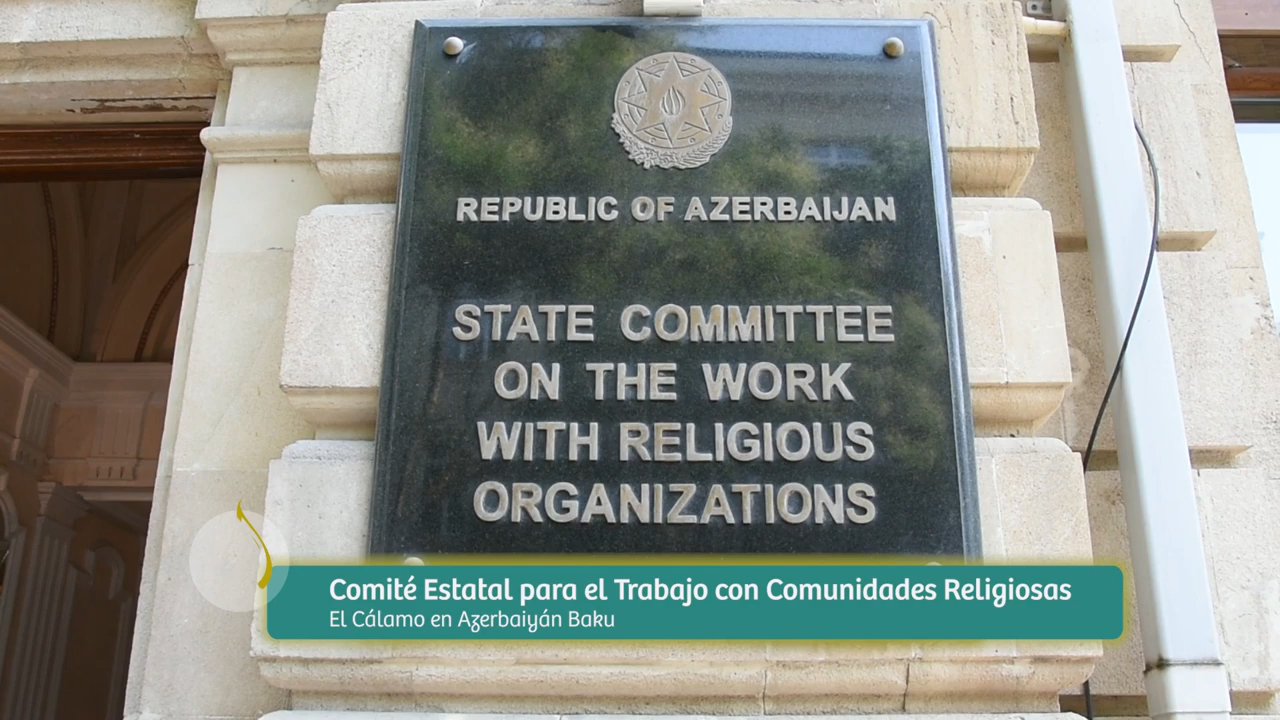 REPUBLIC OF AZERBAIJAN
STATE COMMITTEE
ON THE WORK
WITH RELIGIOUS
ORGANIZATIONS
Comité Estatal para el Trabajo con Comunidades Religiosas
El Cálamo en Azerbaiyán Baku